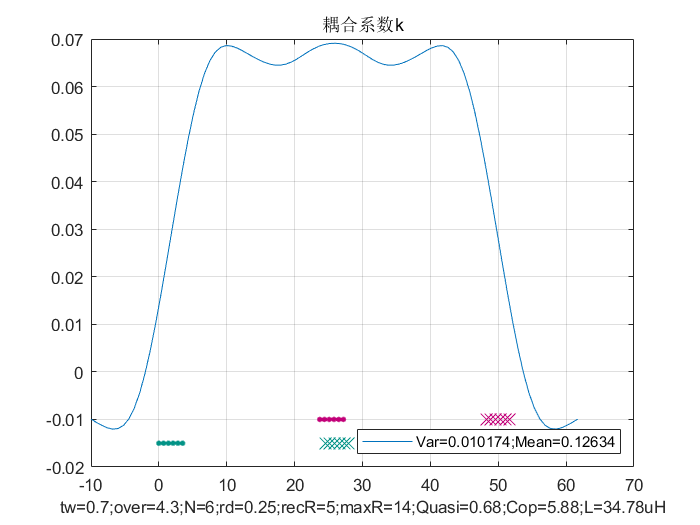 耦合系数k
0.07
0.06
0.05
0.04
0.03
0.02
0.01
0
-0.01
-0.02
Var=0.010174;Mean=0.12634
-10 0 10 20 30 40 50 60 70
tw=0.7;over=4.3;N=6;rd=0.25;recR=5;maxR=14;Quasi=0.68;Cop=5.88;L=34.78uH